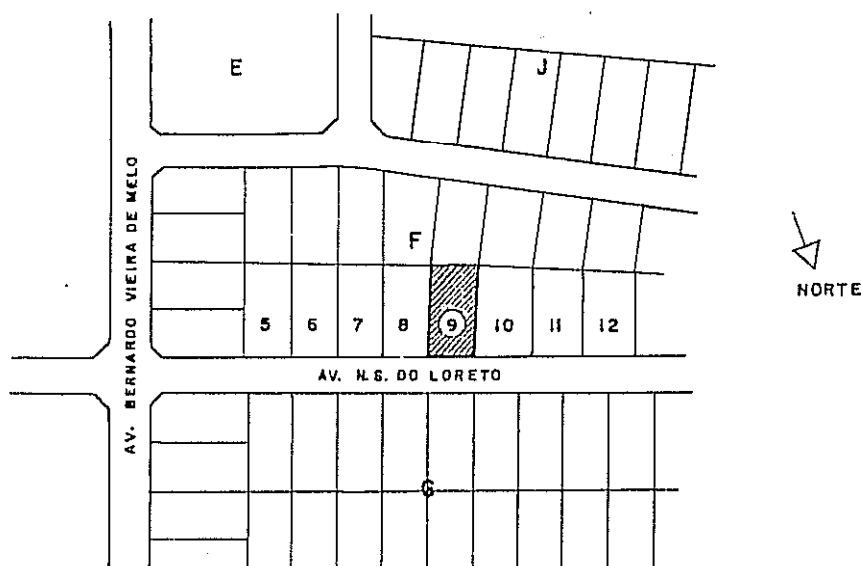 E
J
AV. BERNARDO VIEIRA DE MELO
F
NORTE
5 6 7 8 9 10 11 12
AV. N.S. DO LORETO
G